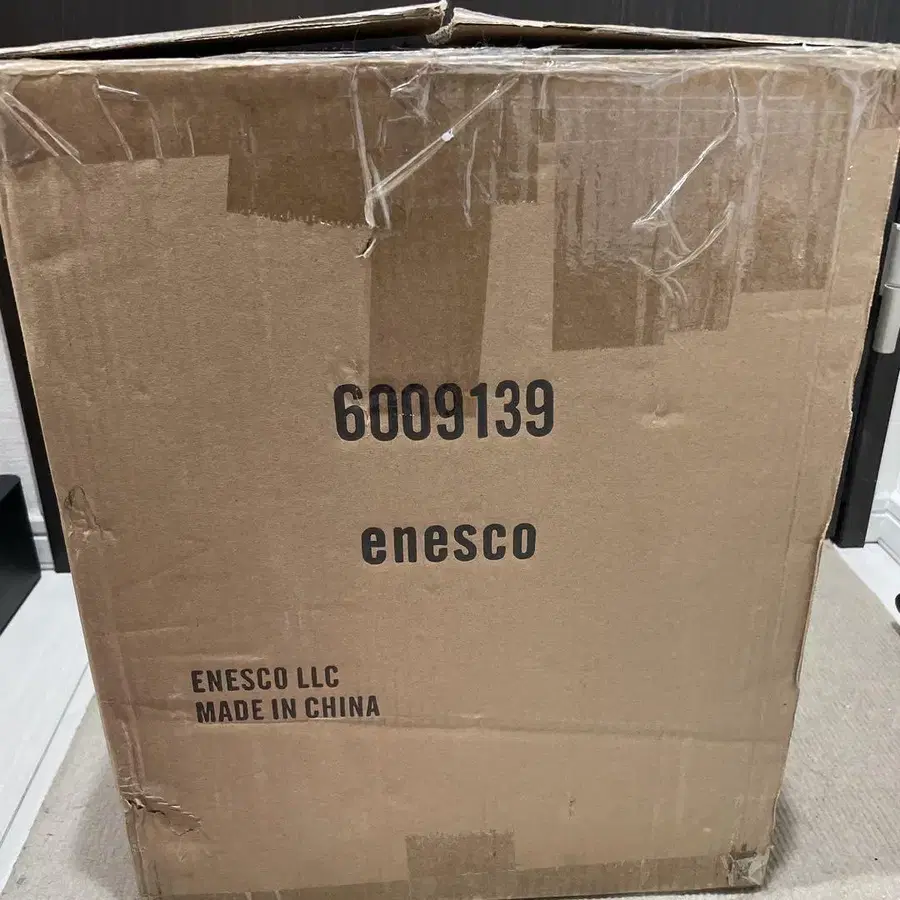 6009139
enesco
ENESCO LLC
MADE IN CHINA